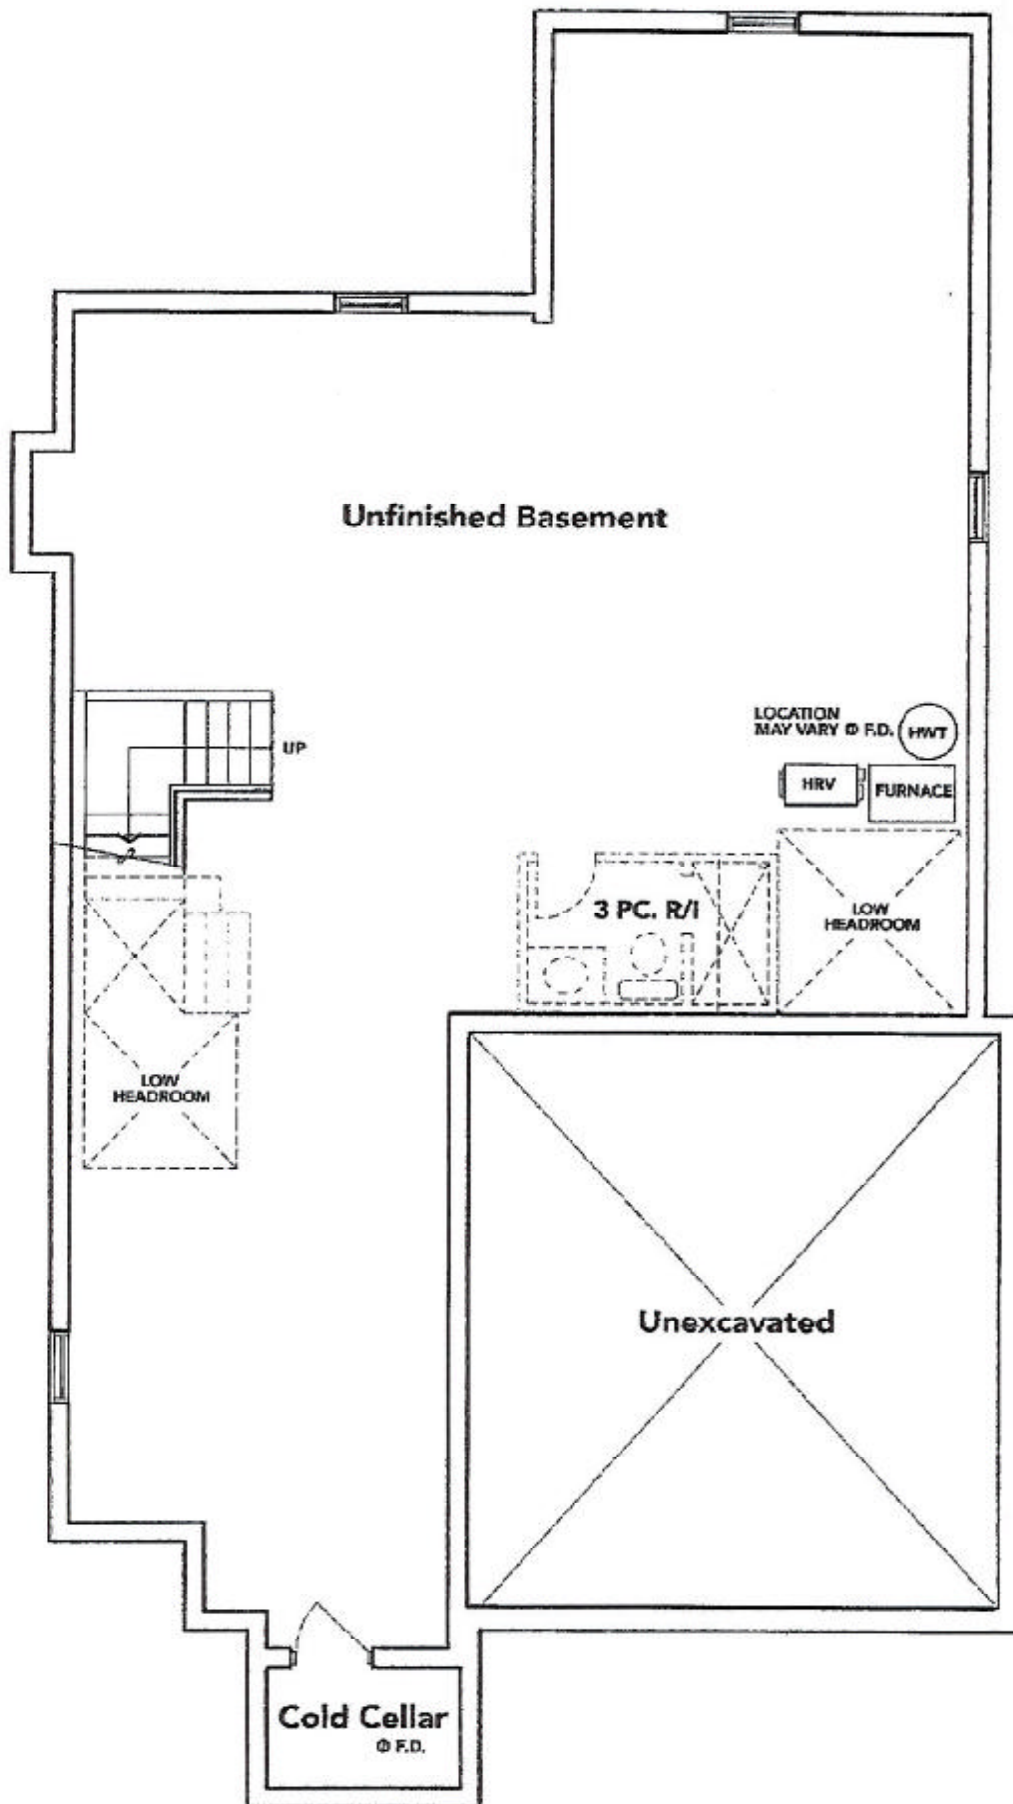 Unfinished Basement
UP
LOCATION
MAY VARY Φ F.D.
HWT
HRV
FURNACE
3 PC. R/I
LOW
HEADROOM
LOW
HEADROOM
Unexcavated
Cold Cellar
Φ F.D.